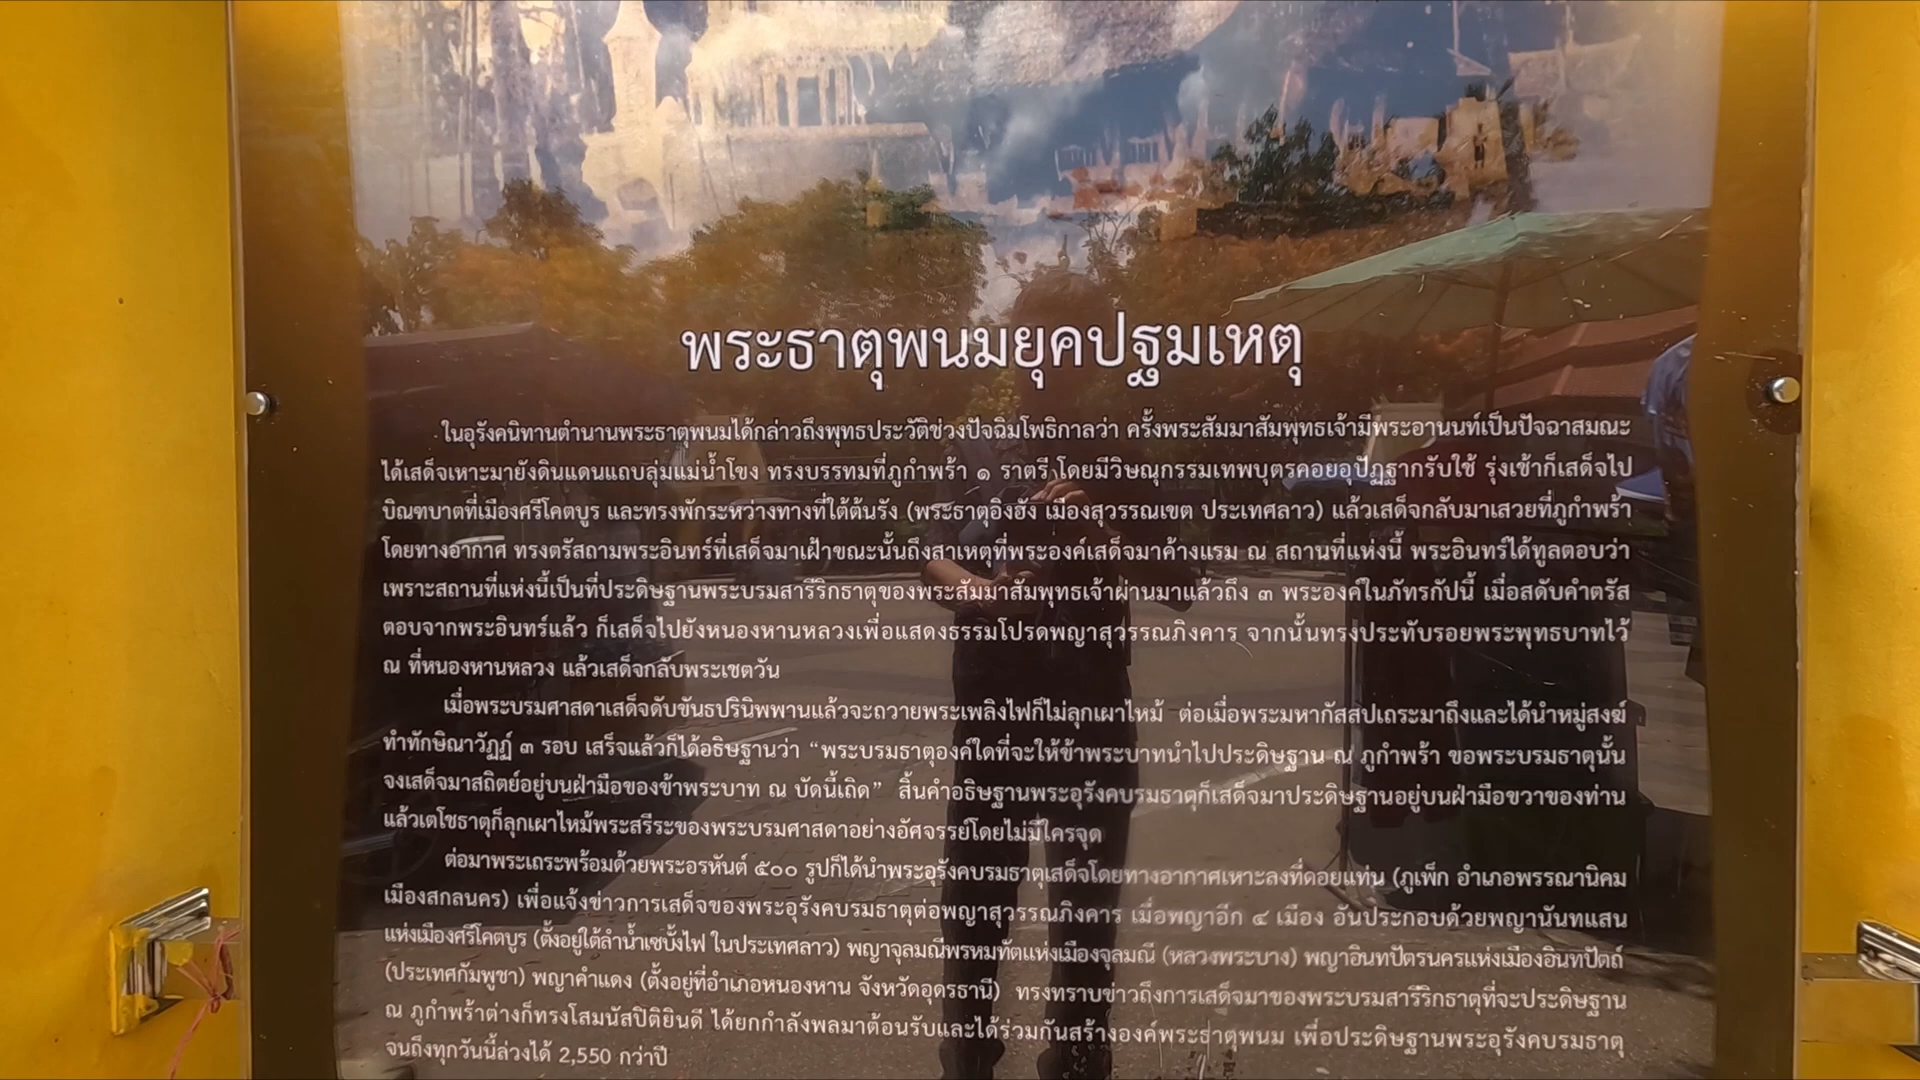 พระธาตุพนมยุคปฐมเหตุ
ในอุรังคนิทานตำนานพระธาตุพนมได้กล่าวถึงพุทธประวัติช่วงปัจฉิมโพธิกาลว่า ครั้งพระสัมมาสัมพุทธเจ้ามีพระอานนท์เป็นปัจฉาสมณะ
ได้เสด็จเหาะมายังดินแดนแถบลุ่มแม่น้ำโขง ทรงบรรทมที่ภูกำพร้า ๑ ราตรี โดยมีวิษณุกรรมเทพบุตรคอยอุปัฏฐากรับใช้ รุ่งเช้าก็เสด็จไป
บิณฑบาตที่เมืองศรีโคตบูร และทรงพักระหว่างทางที่ใต้ต้นรัง (พระธาตุอิงฮัง เมืองสุวรรณเขต ประเทศลาว) แล้วเสด็จกลับมาเสวยที่ภูกำพร้า
โดยทางอากาศ ทรงตรัสถามพระอินทร์ที่เสด็จมาเฝ้าขณะนั้นถึงสาเหตุที่พระองค์เสด็จมาค้างแรม ณ สถานที่แห่งนี้ พระอินทร์ได้ทูลตอบว่า
เพราะสถานที่แห่งนี้เป็นที่ประดิษฐานพระบรมสารีริกธาตุของพระสัมมาสัมพุทธเจ้าผ่านมาแล้วถึง ๓ พระองค์ในภัทรกัปนี้ เมื่อสดับคำตรัส
ตอบจากพระอินทร์แล้ว ก็เสด็จไปยังหนองหานหลวงเพื่อแสดงธรรมโปรดพญาสุวรรณภิงคาร จากนั้นทรงประทับรอยพระพุทธบาทไว้
ณ ที่หนองหานหลวง แล้วเสด็จกลับพระเชตวัน
เมื่อพระบรมศาสดาเสด็จดับขันธปรินิพพานแล้วจะถวายพระเพลิงไฟก็ไม่ลุกเผาไหม้ ต่อเมื่อพระมหากัสสปเถระมาถึงและได้นำหมู่สงฆ์
ทำทักษิณาวัฏฏ์ ๓ รอบ เสร็จแล้วก็ได้อธิษฐานว่า “พระบรมธาตุองค์ใดที่จะให้ข้าพระบาทนำไปประดิษฐาน ณ ภูกำพร้า ขอพระบรมธาตุนั้น
จงเสด็จมาสถิตย์อยู่บนฝ่ามือของข้าพระบาท ณ บัดนี้เถิด” สิ้นคำอธิษฐานพระอุรังคบรมธาตุก็เสด็จมาประดิษฐานอยู่บนฝ่ามือขวาของท่าน
แล้วเตโชธาตุก็ลุกเผาไหม้พระสรีระของพระบรมศาสดาอย่างอัศจรรย์โดยไม่มีใครจุด
ต่อมาพระเถระพร้อมด้วยพระอรหันต์ ๕๐๐ รูปก็ได้นำพระอุรังคบรมธาตุเสด็จโดยทางอากาศเหาะลงที่ดอยแท่น (ภูเพ็ก อำเภอพรรณานิคม
เมืองสกลนคร) เพื่อแจ้งข่าวการเสด็จของพระอุรังคบรมธาตุต่อพญาสุวรรณภิงคาร เมื่อพญาอีก ๔ เมือง อันประกอบด้วยพญานันทแสน
แห่งเมืองศรีโคตบูร (ตั้งอยู่ใต้ลำน้ำเซบั้งไฟ ในประเทศลาว) พญาจุลมณีพรหมทัตแห่งเมืองจุลมณี (หลวงพระบาง) พญาอินทปัตรนครแห่งเมืองอินทปัตถ์
(ประเทศกัมพูชา) พญาคำแดง (ตั้งอยู่ที่อำเภอหนองหาน จังหวัดอุดรธานี) ทรงทราบข่าวถึงการเสด็จมาของพระบรมสารีริกธาตุที่จะประดิษฐาน
ณ ภูกำพร้าต่างก็ทรงโสมนัสปิติยินดี ได้ยกกำลังพลมาต้อนรับและได้ร่วมกันสร้างองค์พระธาตุพนม เพื่อประดิษฐานพระอุรังคบรมธาตุ
จนถึงทุกวันนี้ล่วงได้ 2,550 กว่าปี